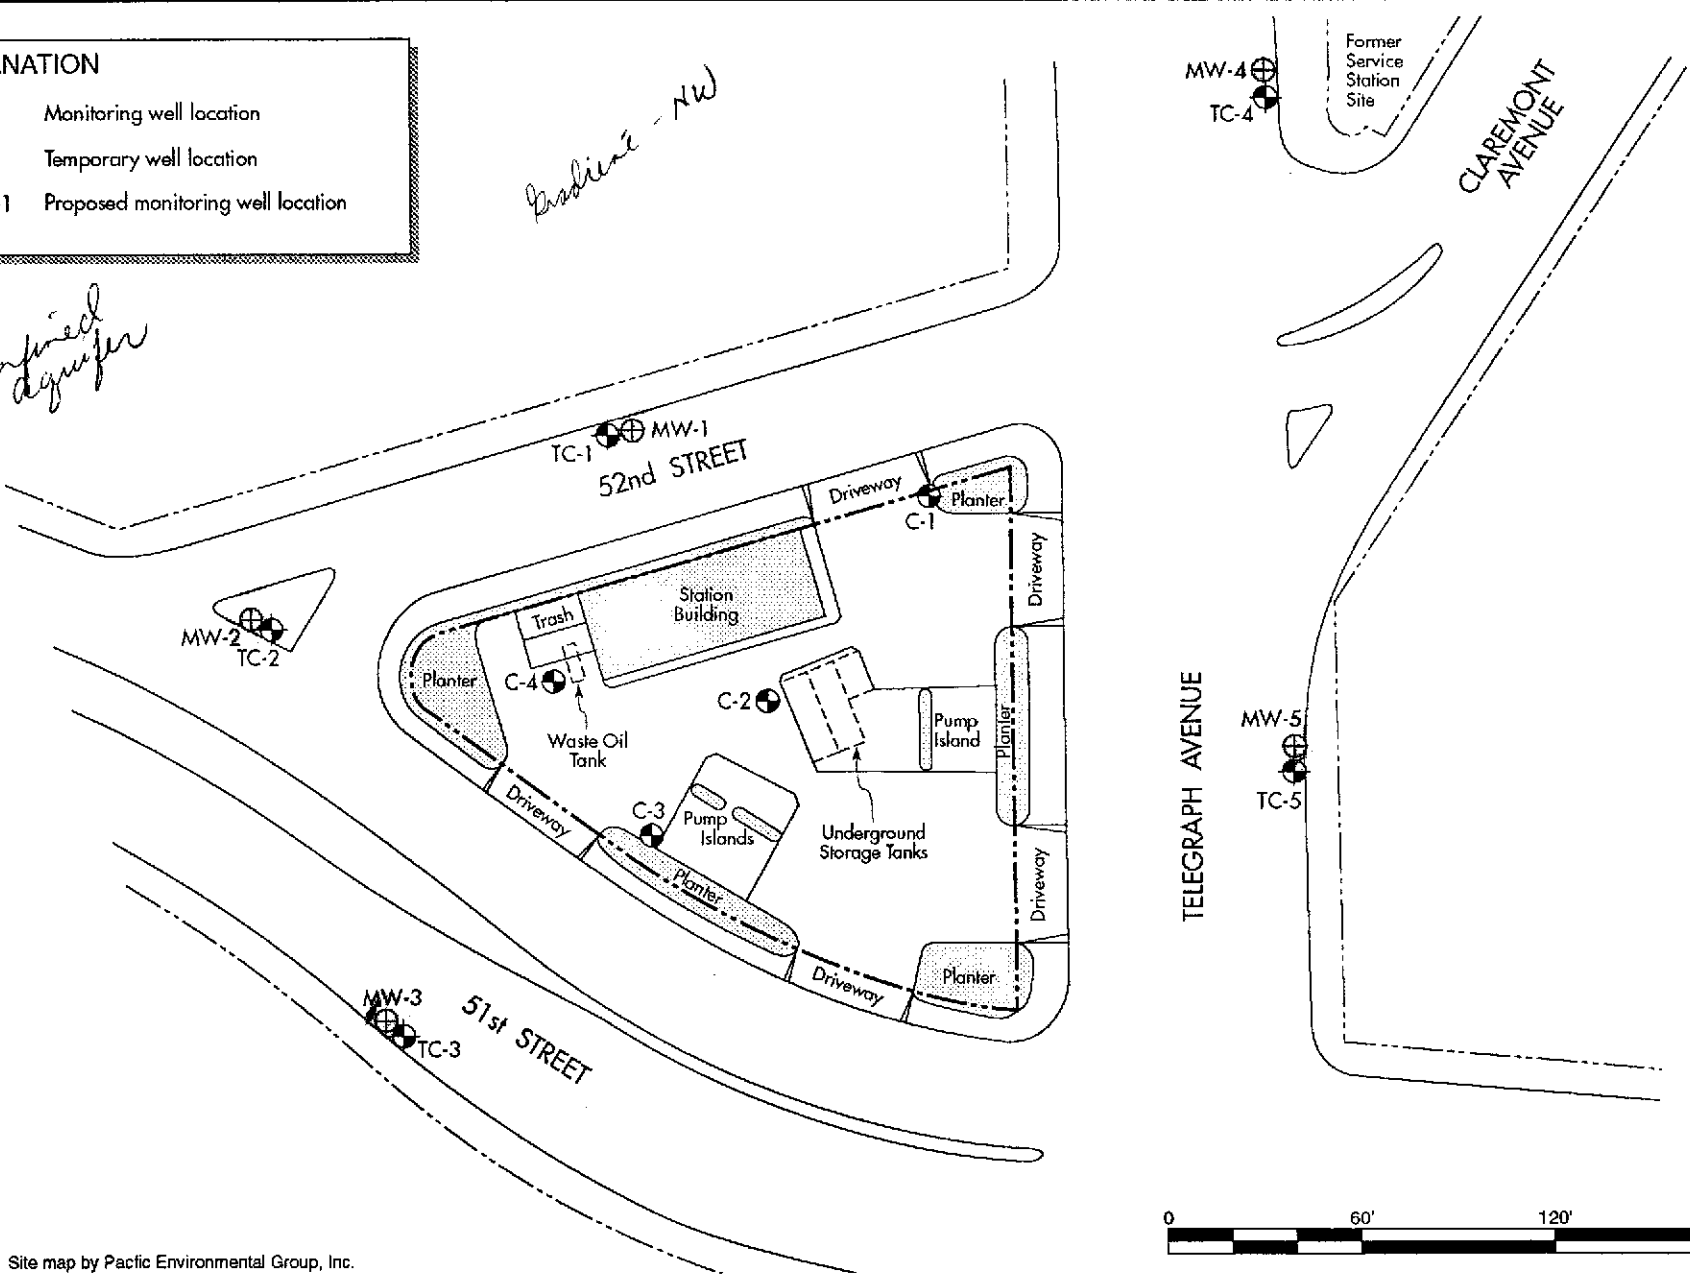 NATION
Monitoring well location
Temporary well location
1 Proposed monitoring well location
Gradient - NW
nfined
aquifer
MW-4
TC-4
Former
Service
Station
Site
CLAREMONT
AVENUE
TC-1
MW-1
52nd STREET
Driveway
Planter
C-1
Driveway
Station
Building
Trash
MW-2
TC-2
Planter
C-4
C-2
Waste Oil
Tank
Pump
Island
Planter
TELEGRAPH AVENUE
MW-5
TC-5
Driveway
C-3
Pump
Islands
Underground
Storage Tanks
Planter
Driveway
Driveway
Planter
MW-3
TC-3
51st STREET
0 60' 120'
Site map by Pacfic Environmental Group, Inc.